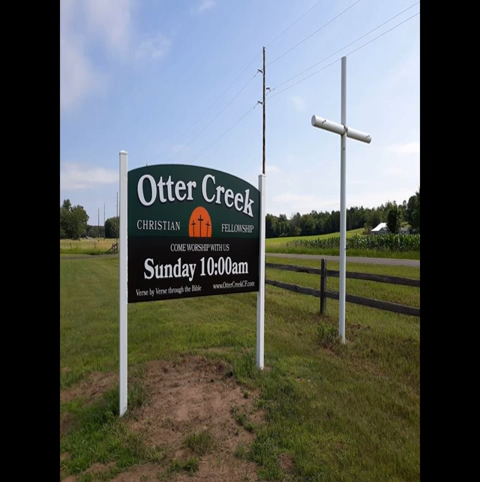 Otter Creek
CHRISTIAN FELLOWSHIP
COME WORSHIP WITH US
Sunday 10:00am
Verse by Verse through the Bible www.OtterCreekCF.com